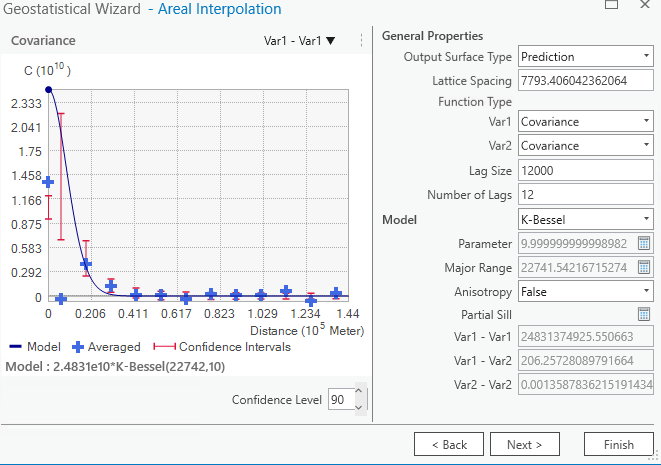 Geostatistical Wizard - Areal Interpolation
Covariance
Var1 - Var1 ▼
C (10¹⁰)
2.333
2.041
1.75
1.458
1.166
0.875
0.583
0.292
0
0 0.206 0.411 0.617 0.823 1.029 1.234 1.44
Distance (10⁵ Meter)
Model Averaged Confidence Intervals
Model : 2.4831e10*K-Bessel(22742,10)
Confidence Level 90
General Properties
Output Surface Type Prediction
Lattice Spacing 7793.406042362064
Function Type
Var1 Covariance
Var2 Covariance
Lag Size 12000
Number of Lags 12
Model K-Bessel
Parameter 9.999999999998982
Major Range 22741.54216715274
Anisotropy False
Partial Sill
Var1 - Var1 24831374925.550663
Var1 - Var2 206.25728089791664
Var2 - Var2 0.0013587836215191434
< Back Next > Finish